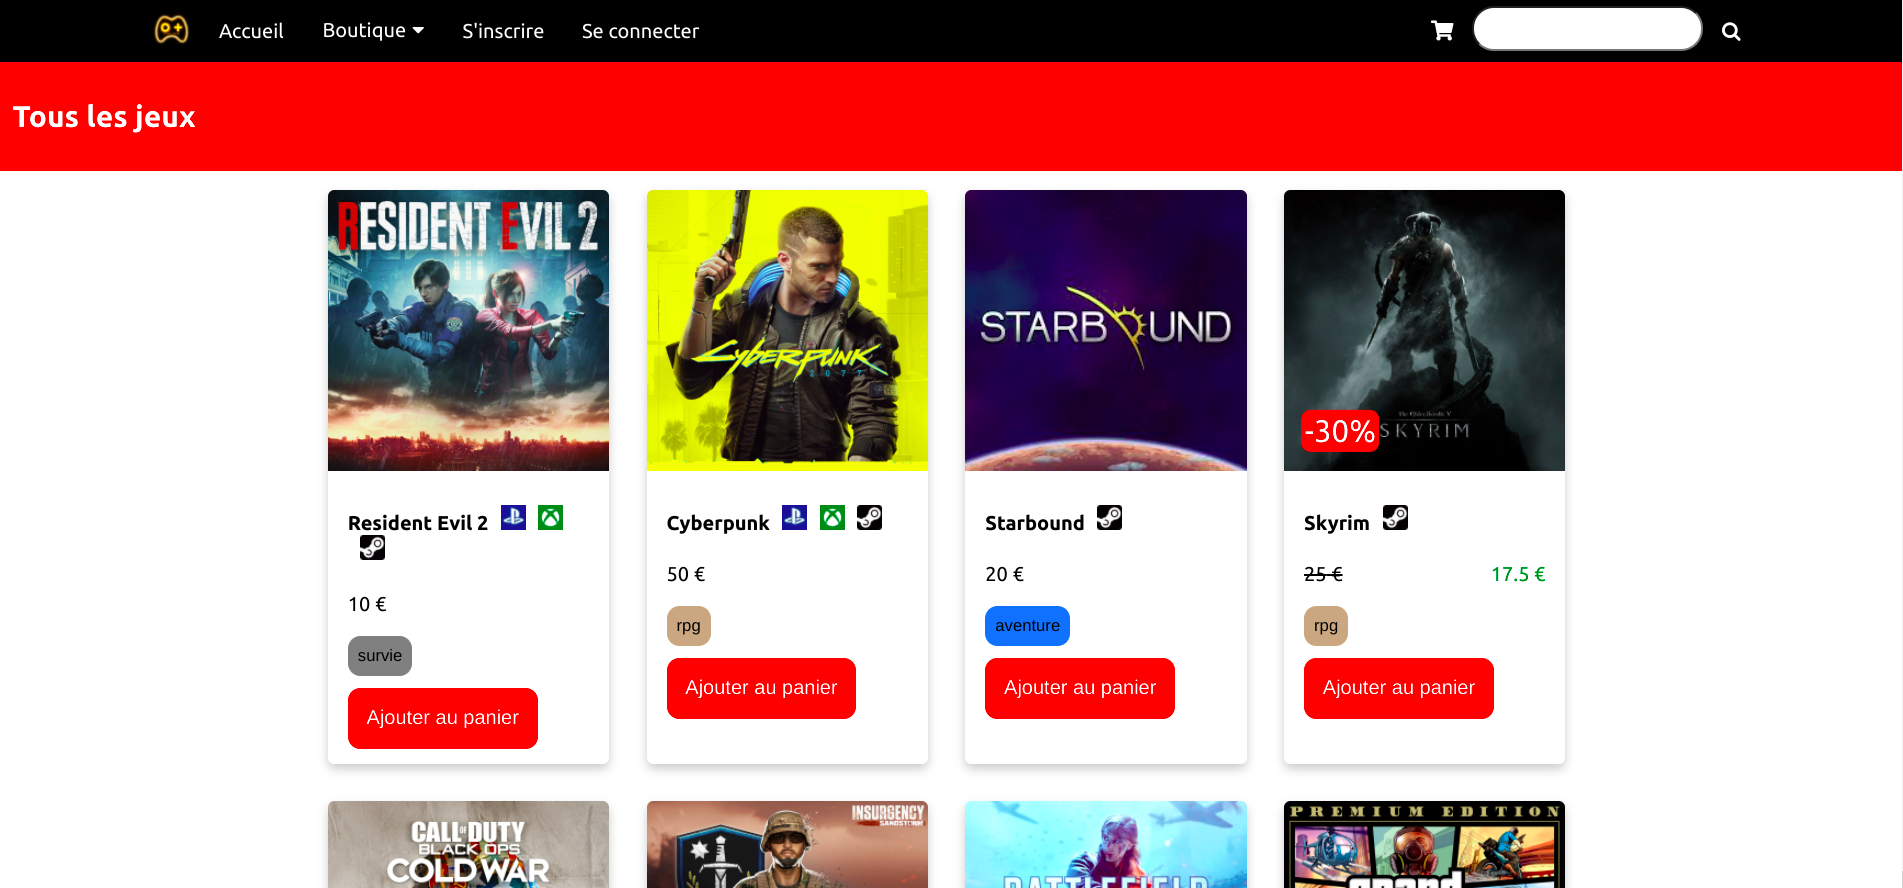 Accueil Boutique S'inscrire Se connecter
Tous les jeux
RESIDENT EVIL 2
Cyberpunk
2077
STARBOUND
The Elder Scrolls V
SKYRIM
-30%
Resident Evil 2
10 €
survie
Ajouter au panier
Cyberpunk
50 €
rpg
Ajouter au panier
Starbound
20 €
aventure
Ajouter au panier
Skyrim
25 € 17.5 €
rpg
Ajouter au panier
CALL OF DUTY
BLACK OPS
COLD WAR
INSURGENCY
SANDSTORM
BATTLEFIELD
PREMIUM EDITION
grand